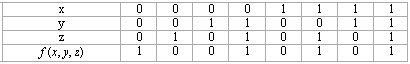 x 0 0 0 0 1 1 1 1
y 0 0 1 1 0 0 1 1
z 0 1 0 1 0 1 0 1
f (x, y, z) 1 0 0 1 0 1 0 1